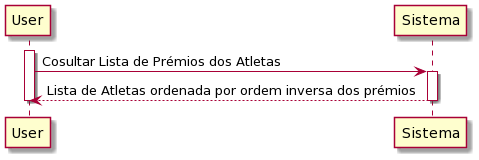 User
Sistema
Cosultar Lista de Prémios dos Atletas
Lista de Atletas ordenada por ordem inversa dos prémios
User
Sistema